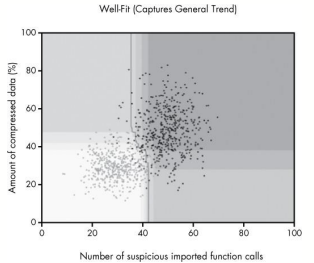 Well-Fit (Captures General Trend)
Amount of compressed data (%)
100
80
60
40
20
0
0 20 40 60 80 100
Number of suspicious imported function calls